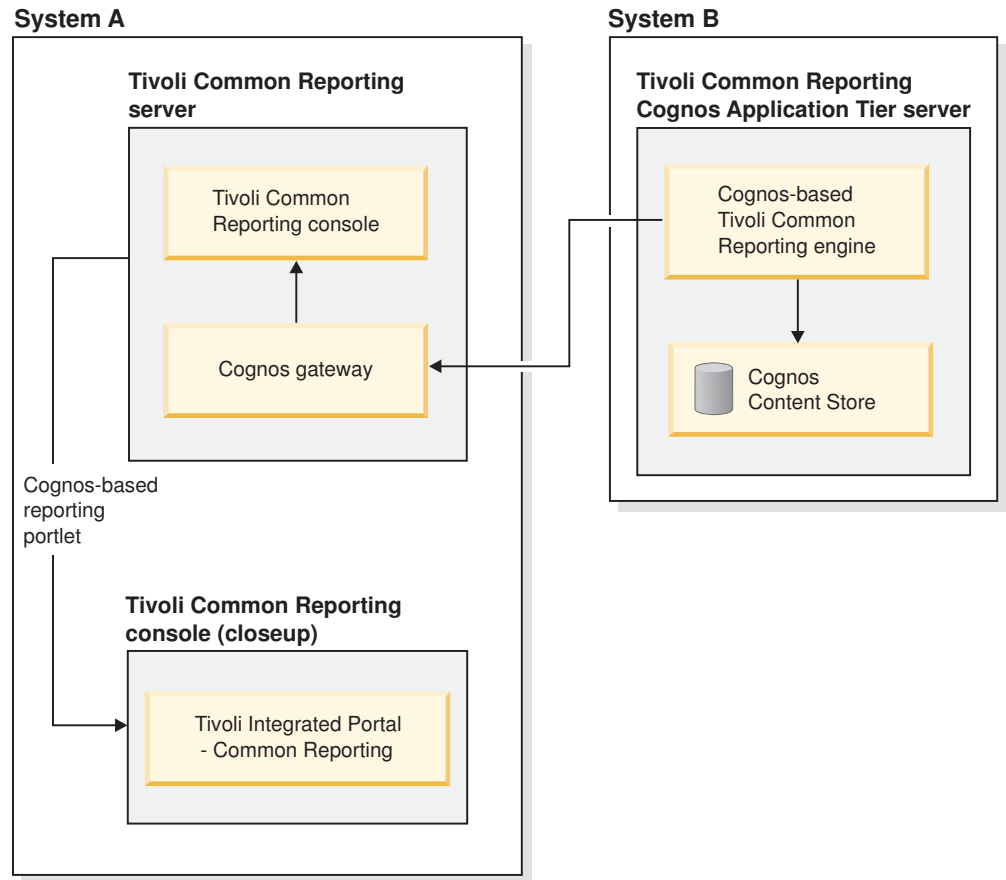 System A
Tivoli Common Reporting
server
Tivoli Common
Reporting console
Cognos gateway
Cognos-based
reporting
portlet
Tivoli Common Reporting
console (closeup)
Tivoli Integrated Portal
- Common Reporting
System B
Tivoli Common Reporting
Cognos Application Tier server
Cognos-based
Tivoli Common
Reporting engine
Cognos
Content Store